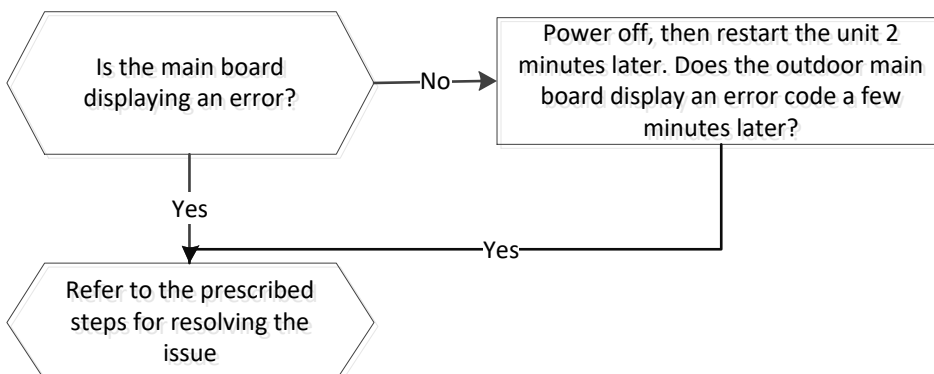 Is the main board
displaying an error?
No
Power off, then restart the unit 2
minutes later. Does the outdoor main
board display an error code a few
minutes later?
Yes
Yes
Refer to the prescribed
steps for resolving the
issue